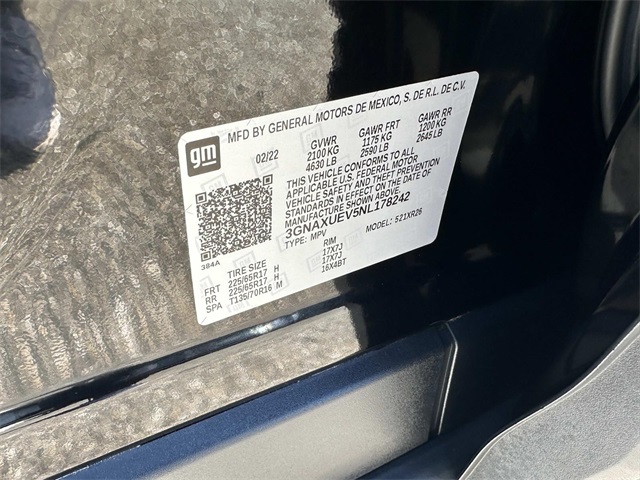 gm
MFD BY GENERAL MOTORS DE MEXICO, S. DE R.L. DE C.V.
02/22 GVWR GAWR FRT GAWR RR
2100 KG 1175 KG 1200 KG
4630 LB 2590 LB 2645 LB
THIS VEHICLE CONFORMS TO ALL
APPLICABLE U.S. FEDERAL MOTOR
VEHICLE SAFETY AND THEFT PREVENTION
STANDARDS IN EFFECT ON THE DATE OF
MANUFACTURE SHOWN ABOVE.
3GNAXUEV5NL178242
TYPE: MPV MODEL: 521XR26
384A
TIRE SIZE RIM
FRT 225/65R17 H 17X7J
RR 225/65R17 H 17X7J
SPA T135/70R16 M 16X4BT